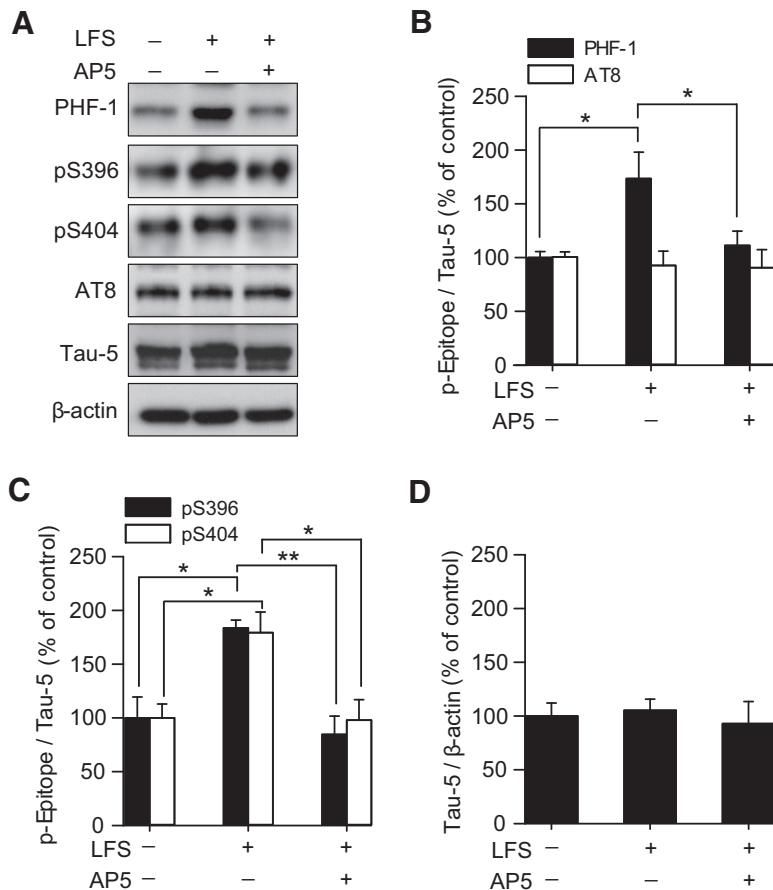 A
LFS – + +
AP5 – – +
PHF-1
pS396
pS404
AT8
Tau-5
β-actin
B
PHF-1
AT8
p-Epitope / Tau-5 (% of control)
250
200
150
100
50
0
* *
LFS – + +
AP5 – – +
C
pS396
pS404
p-Epitope / Tau-5 (% of control)
250
200
150
100
50
0
* ** *
*
LFS – + +
AP5 – – +
D
Tau-5 / β-actin (% of control)
250
200
150
100
50
0
LFS – + +
AP5 – – +